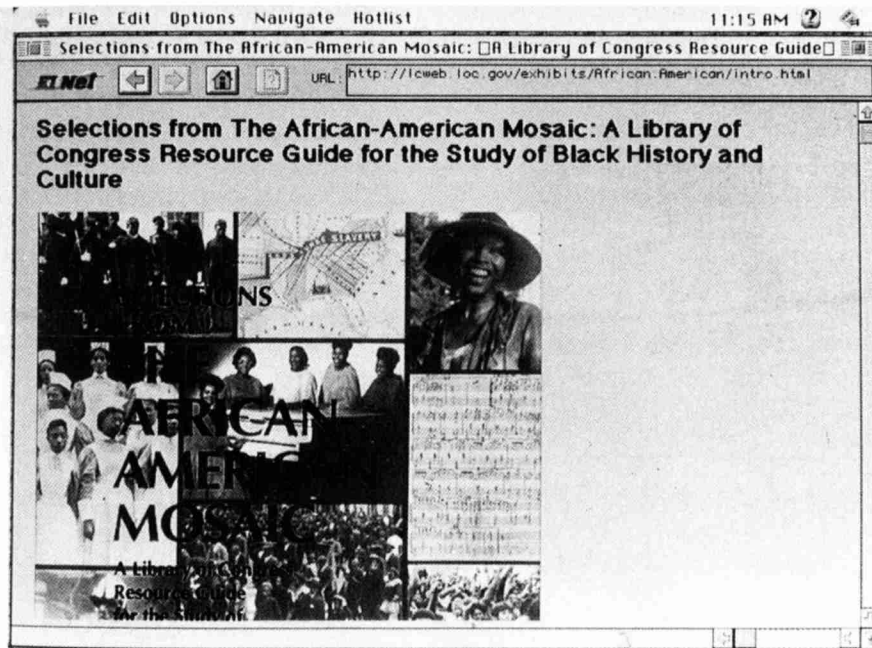 File Edit Options Navigate Hotlist 11:15 AM
Selections from The African-American Mosaic: A Library of Congress Resource Guide
EINet URL: http://lcweb.loc.gov/exhibits/African.American/intro.html
Selections from The African-American Mosaic: A Library of
Congress Resource Guide for the Study of Black History and
Culture
AFRICAN
AMERICAN
MOSAIC
A Library of Congress
Resource Guide
for the Study of